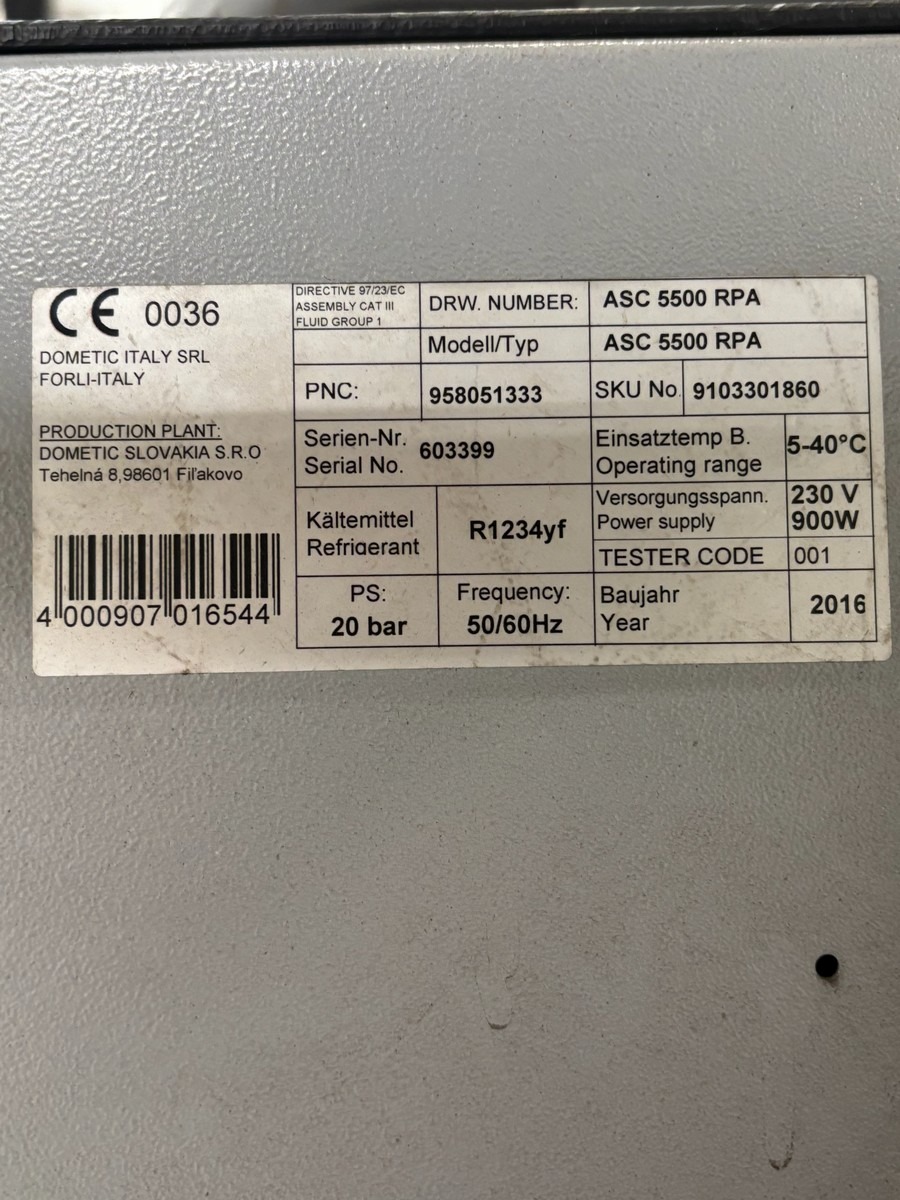 CE 0036
DOMETIC ITALY SRL
FORLI-ITALY
PRODUCTION PLANT:
DOMETIC SLOVAKIA S.R.O
Tehelná 8,98601 Fiľakovo
4 000907 016544
DIRECTIVE 97/23/EC
ASSEMBLY CAT III
FLUID GROUP 1
DRW. NUMBER: ASC 5500 RPA
Modell/Typ ASC 5500 RPA
PNC: 958051333 SKU No. 9103301860
Serien-Nr.
Serial No. 603399
Einsatztemp B.
Operating range 5-40°C
Kältemittel
Refrigerant R1234yf
Versorgungsspann. 230 V
Power supply 900W
TESTER CODE 001
PS:
20 bar
Frequency:
50/60Hz
Baujahr
Year 2016